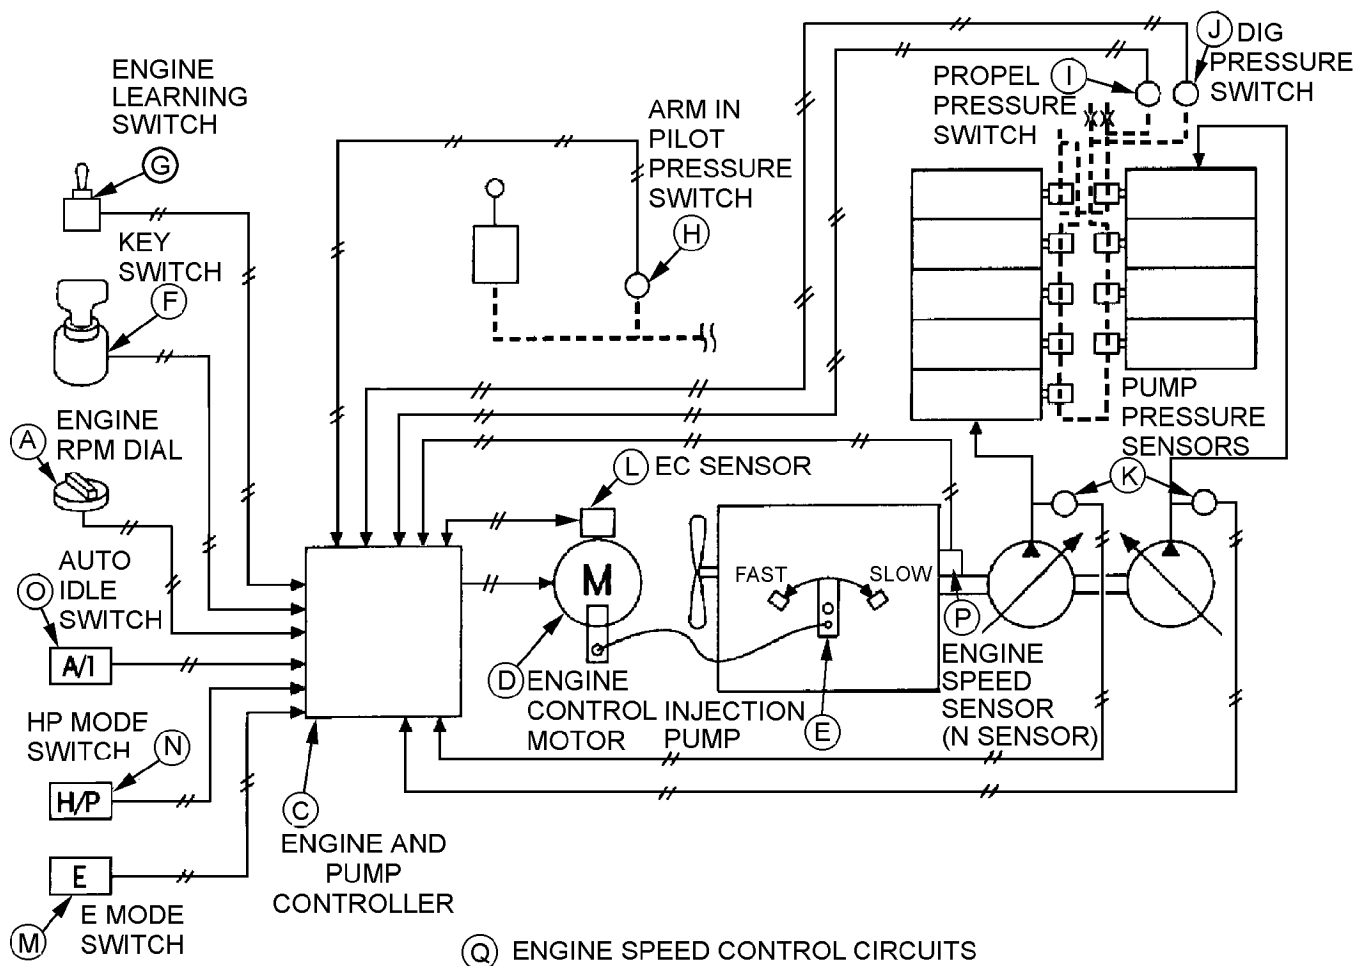 J DIG
PRESSURE
SWITCH
I
PROPEL
PRESSURE
SWITCH
ENGINE
LEARNING
SWITCH
G
ARM IN
PILOT
PRESSURE
SWITCH
H
KEY
SWITCH
F
ENGINE
RPM DIAL
A
PUMP
PRESSURE
SENSORS
K
L EC SENSOR
AUTO
IDLE
SWITCH
O
A/I
M
FAST
SLOW
P
ENGINE
SPEED
SENSOR
(N SENSOR)
D ENGINE
CONTROL
MOTOR
INJECTION
PUMP
E
HP MODE
SWITCH
N
H/P
C
ENGINE AND
PUMP
CONTROLLER
E
M
E MODE
SWITCH
Q ENGINE SPEED CONTROL CIRCUITS